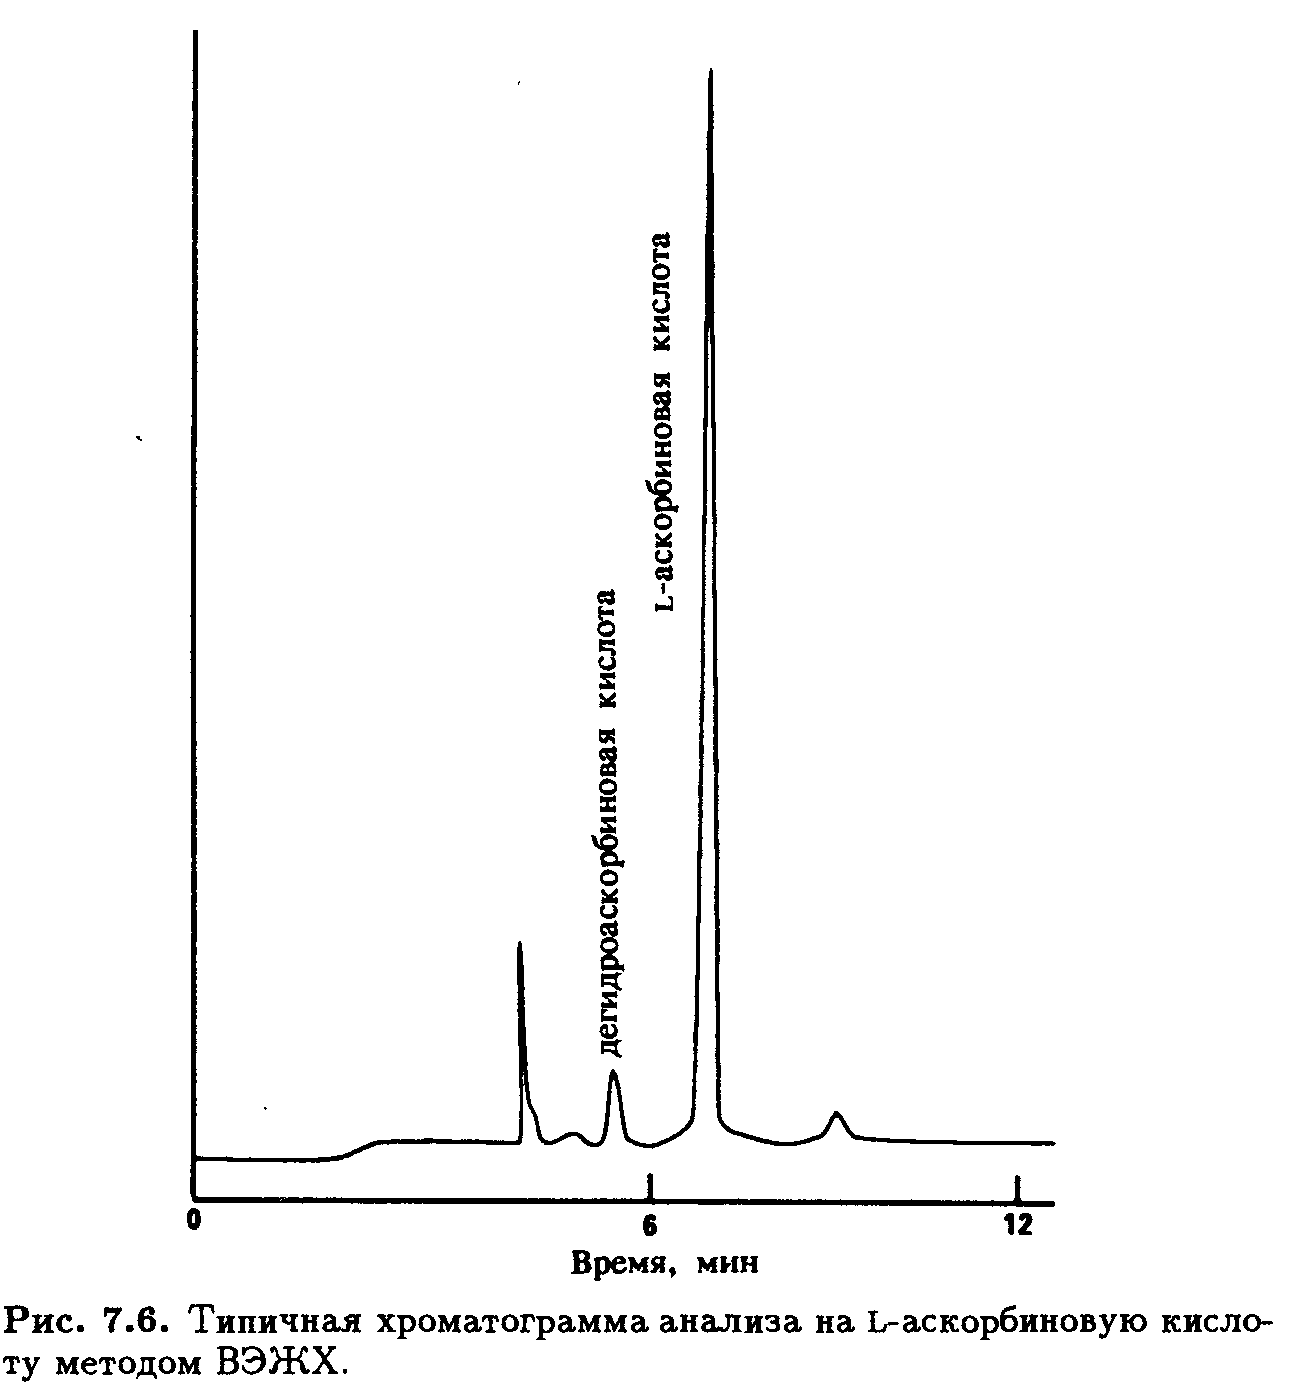 L-аскорбиновая кислота
дегидроаскорбиновая кислота
0 6 12
Время, мин
Рис. 7.6. Типичная хроматограмма анализа на L-аскорбиновую кисло-
ту методом ВЭЖХ.